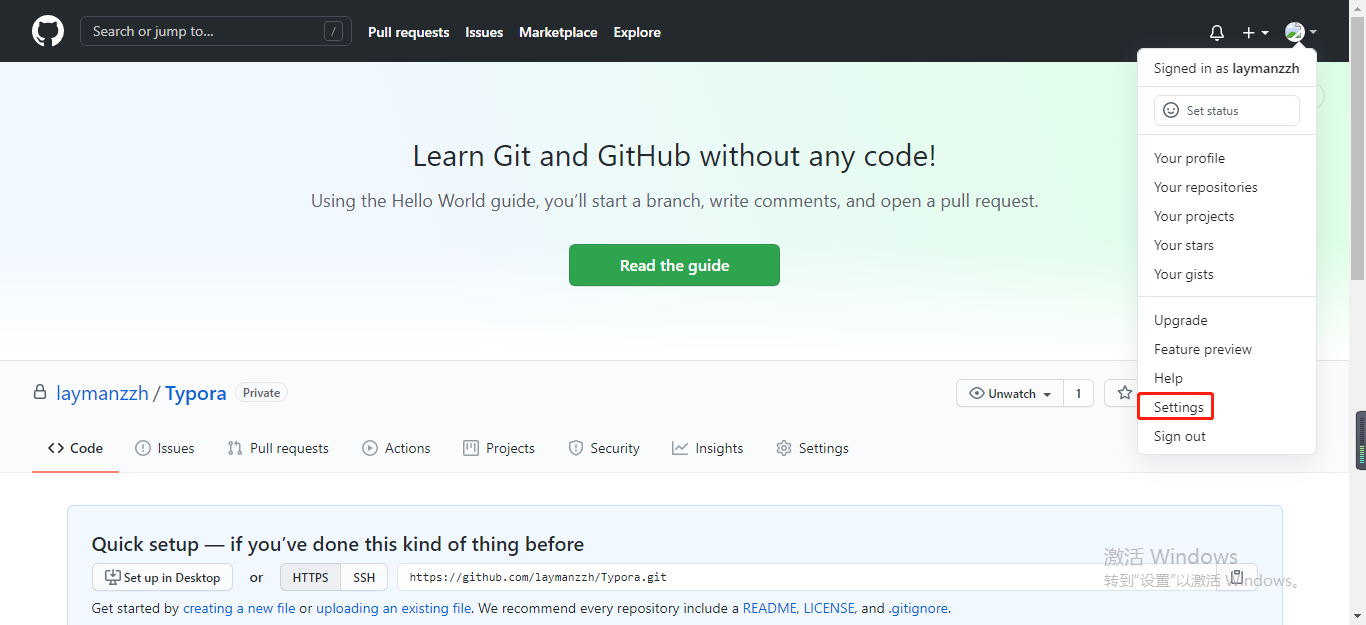 Search or jump to... / Pull requests Issues Marketplace Explore
Signed in as laymanzzh
Set status
Your profile
Your repositories
Your projects
Your stars
Your gists
Upgrade
Feature preview
Help
Settings
Sign out
Learn Git and GitHub without any code!
Using the Hello World guide, you’ll start a branch, write comments, and open a pull request.
Read the guide
laymanzzh / Typora Private
Unwatch 1
Code Issues Pull requests Actions Projects Security Insights Settings
Quick setup — if you’ve done this kind of thing before
Set up in Desktop or HTTPS SSH https://github.com/laymanzzh/Typora.git
Get started by creating a new file or uploading an existing file. We recommend every repository include a README, LICENSE, and .gitignore.
激活 Windows
转到"设置"以激活 Windows。